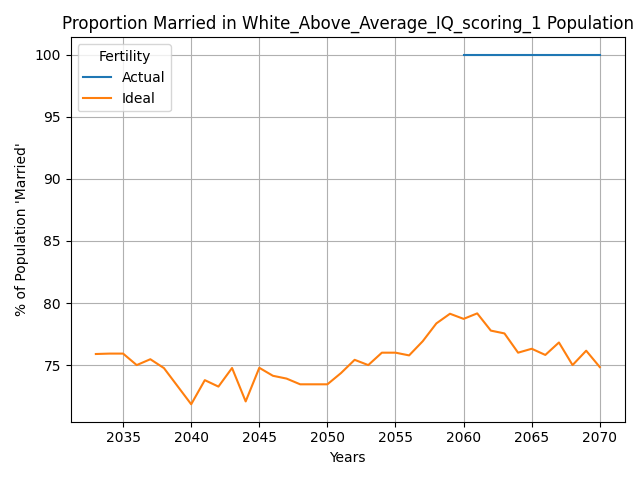 Proportion Married in White_Above_Average_IQ_scoring_1 Population
Fertility
Actual
Ideal
% of Population 'Married'
100
95
90
85
80
75
2035 2040 2045 2050 2055 2060 2065 2070
Years